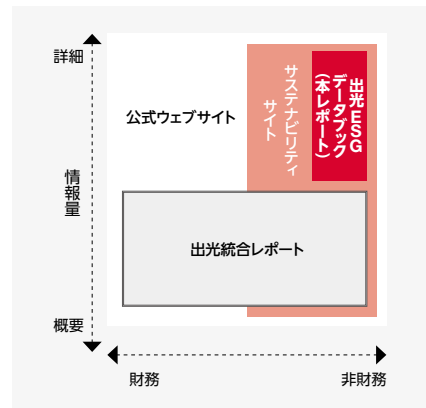 詳細
情報量
概要
公式ウェブサイト
サステナビリティ
サイト
出光ESG
データブック
(本レポート)
出光統合レポート
財務
非財務